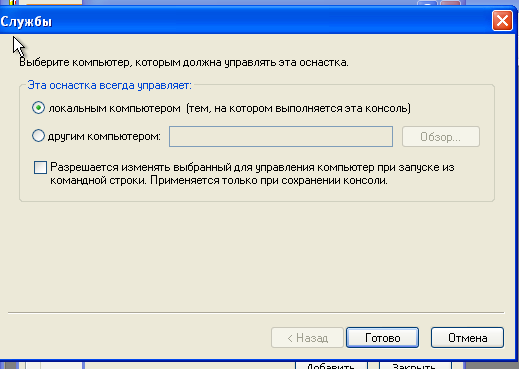 Службы
Выберите компьютер, которым должна управлять эта оснастка.
Эта оснастка всегда управляет:
локальным компьютером (тем, на котором выполняется эта консоль)
другим компьютером:
Обзор...
Разрешается изменять выбранный для управления компьютер при запуске из
командной строки. Применяется только при сохранении консоли.
< Назад
Готово
Отмена
Добавить
Закрыть